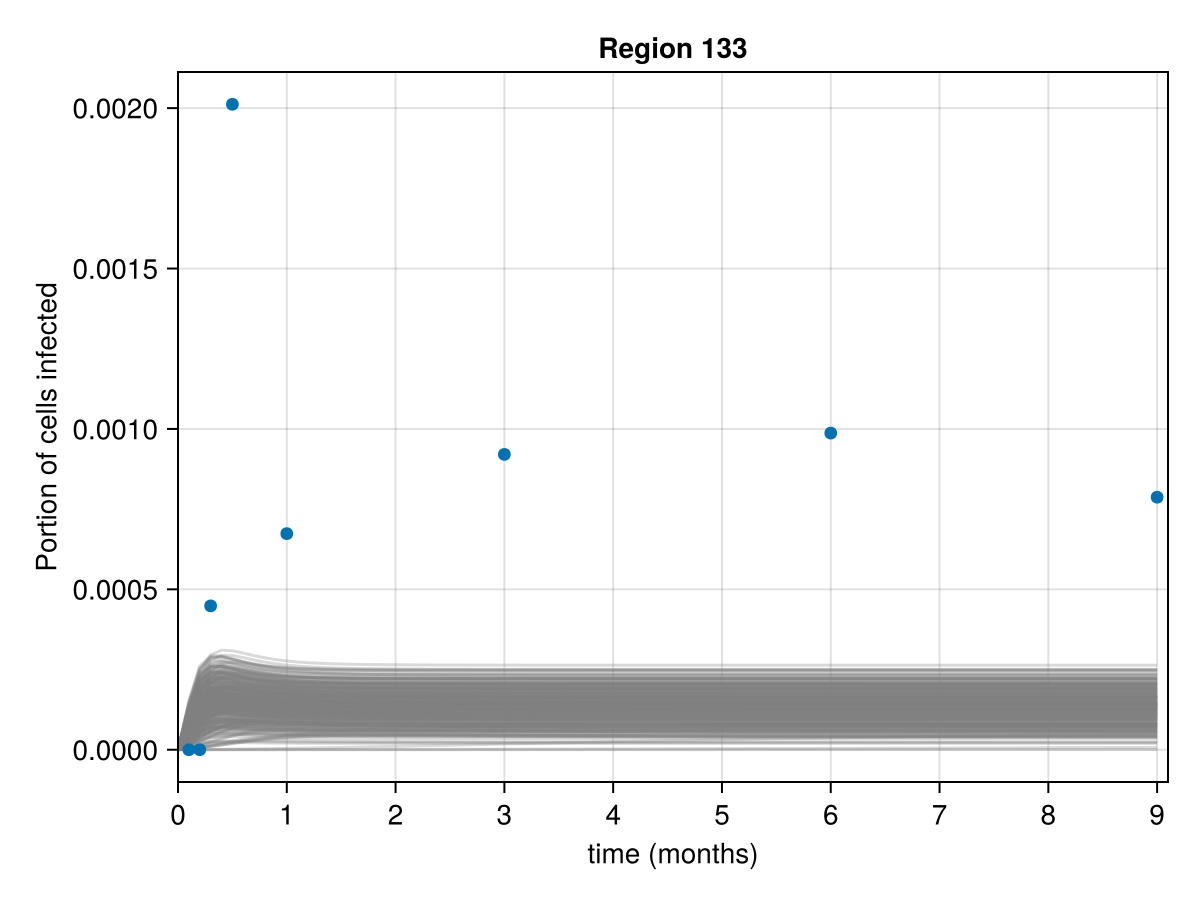 Region 133
0.0020
0.0015
0.0010
0.0005
0.0000
Portion of cells infected
0 1 2 3 4 5 6 7 8 9
time (months)